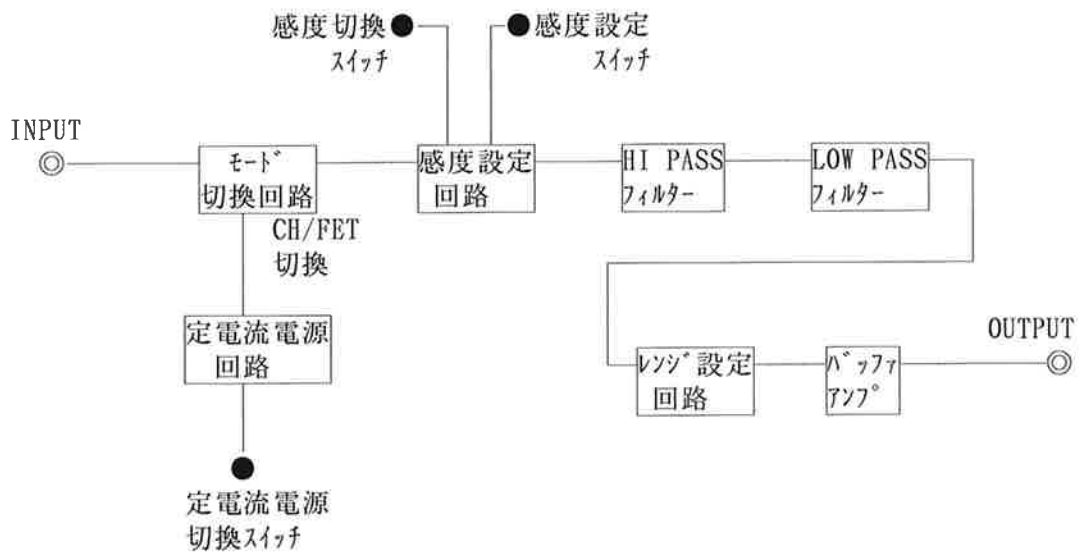 感度切換
スイッチ
感度設定
スイッチ
INPUT
モード
切換回路
感度設定
回路
HI PASS
フィルター
LOW PASS
フィルター
CH/FET
切換
定電流電源
回路
OUTPUT
レンジ設定
回路
バッファ
アンプ
定電流電源
切換スイッチ